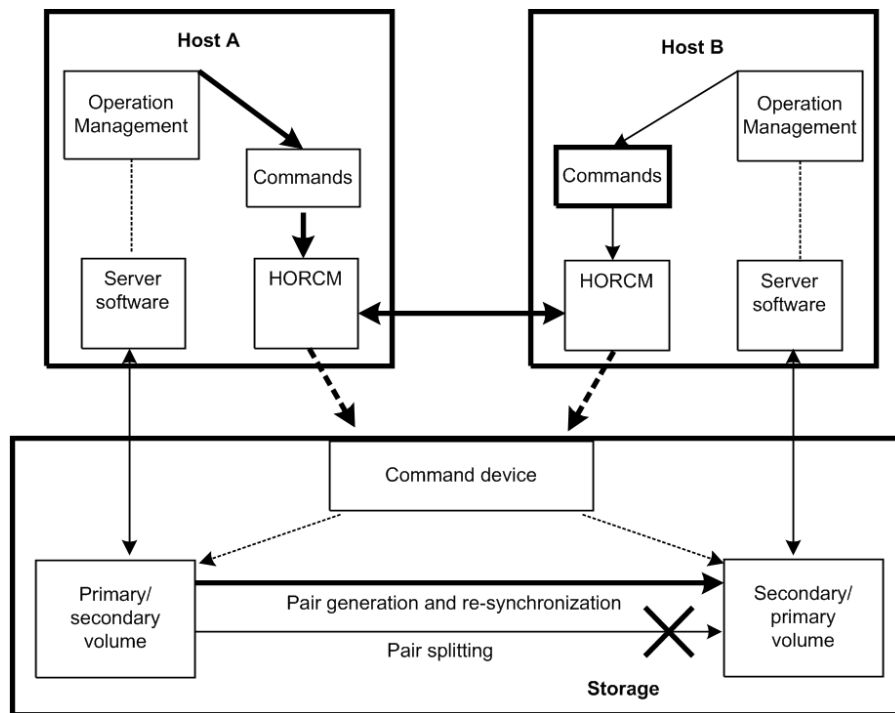 Host A
Operation
Management
Commands
Server
software
HORCM
Host B
Operation
Management
Commands
HORCM
Server
software
Command device
Primary/
secondary
volume
Pair generation and re-synchronization
Pair splitting
Secondary/
primary
volume
Storage